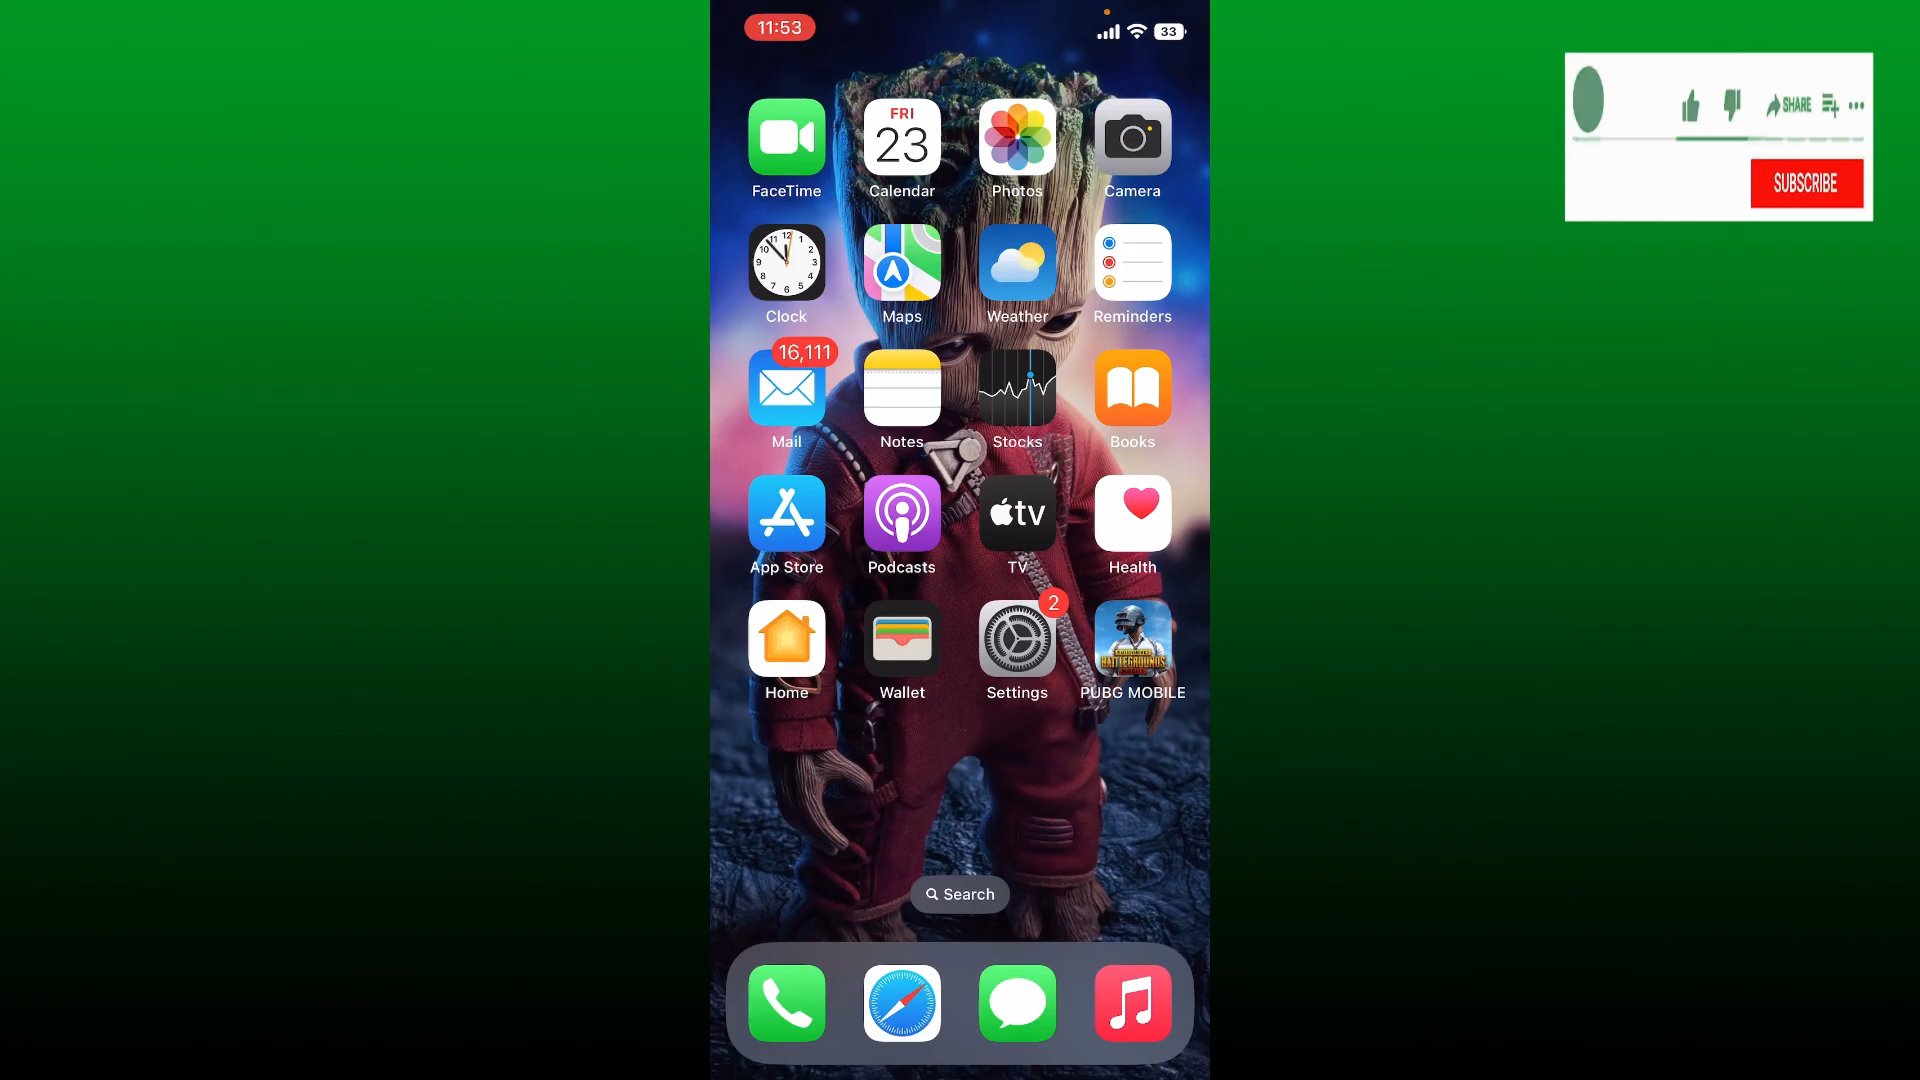 11:53
33
FRI
23
FaceTime
Calendar
Photos
Camera
Clock
Maps
Weather
Reminders
16,111
Mail
Notes
Stocks
Books
tv
App Store
Podcasts
TV
Health
2
BATTLEGROUNDS
Home
Wallet
Settings
PUBG MOBILE
Search
SHARE
SUBSCRIBE